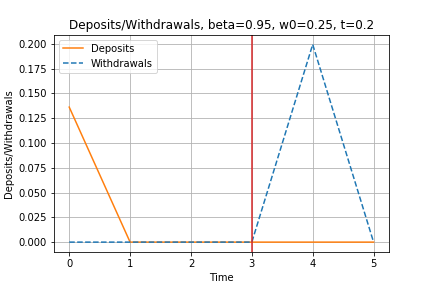 Deposits/Withdrawals, beta=0.95, w0=0.25, t=0.2
Deposits
Withdrawals
Deposits/Withdrawals
0.200
0.175
0.150
0.125
0.100
0.075
0.050
0.025
0.000
0 1 2 3 4 5
Time